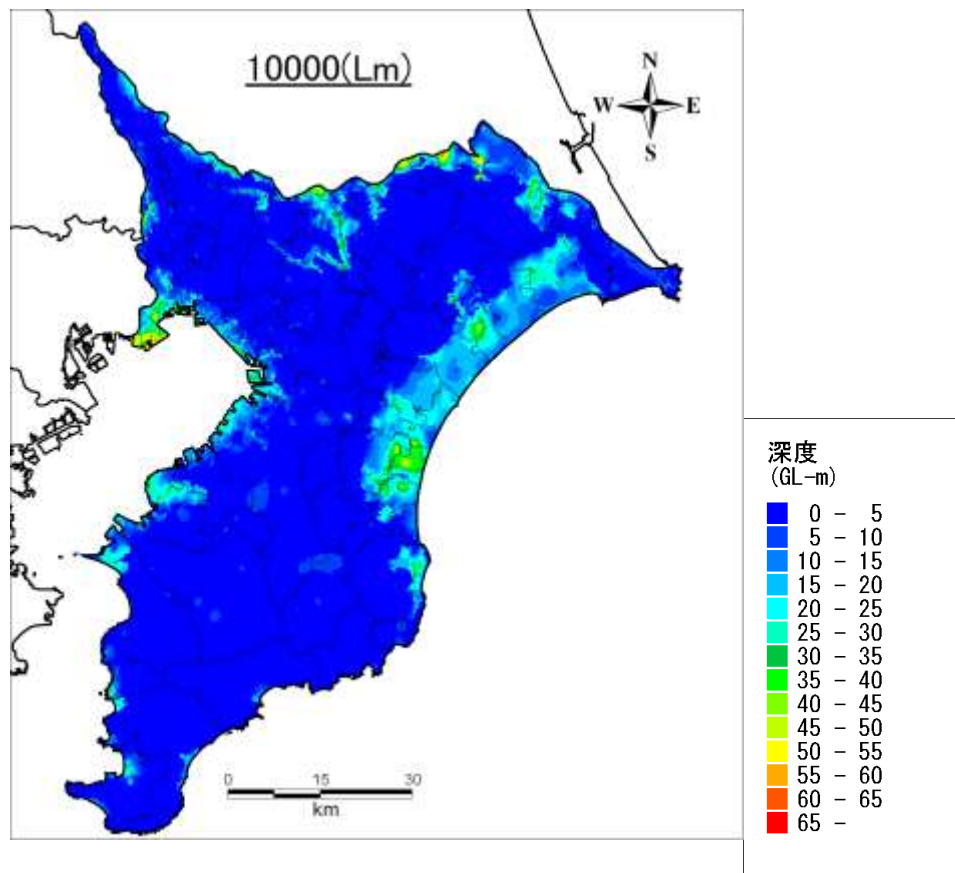 10000(Lm)
N
W E
S
深度
(GL-m)
0 - 5
5 - 10
10 - 15
15 - 20
20 - 25
25 - 30
30 - 35
35 - 40
40 - 45
45 - 50
50 - 55
55 - 60
60 - 65
65 -
0 15 30
km